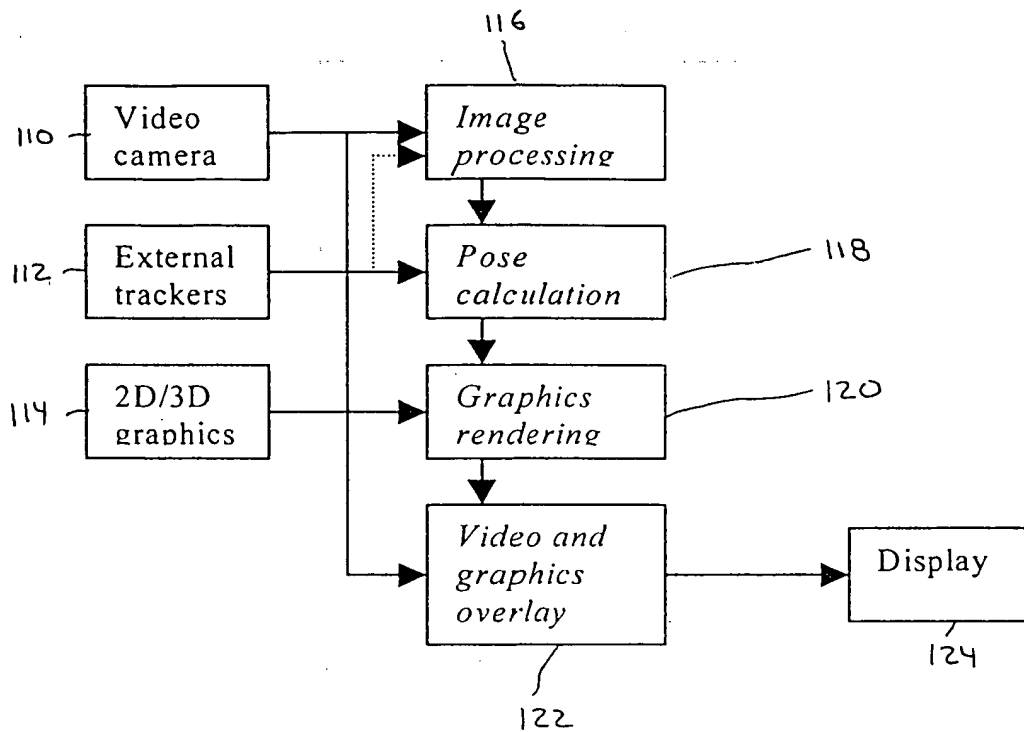 116
110
Video
camera
Image
processing
112
External
trackers
Pose
calculation
118
114
2D/3D
graphics
Graphics
rendering
120
Video and
graphics
overlay
Display
124
122